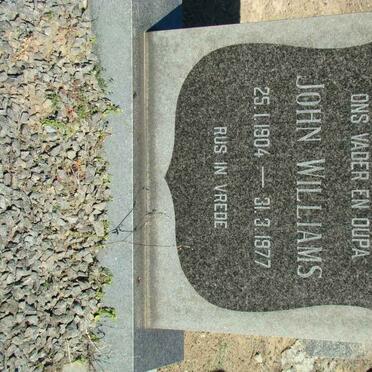 ONS VADER EN OUPA
JOHN WILLIAMS
25.1.1904 — 31.3.1977
RUS IN VREDE